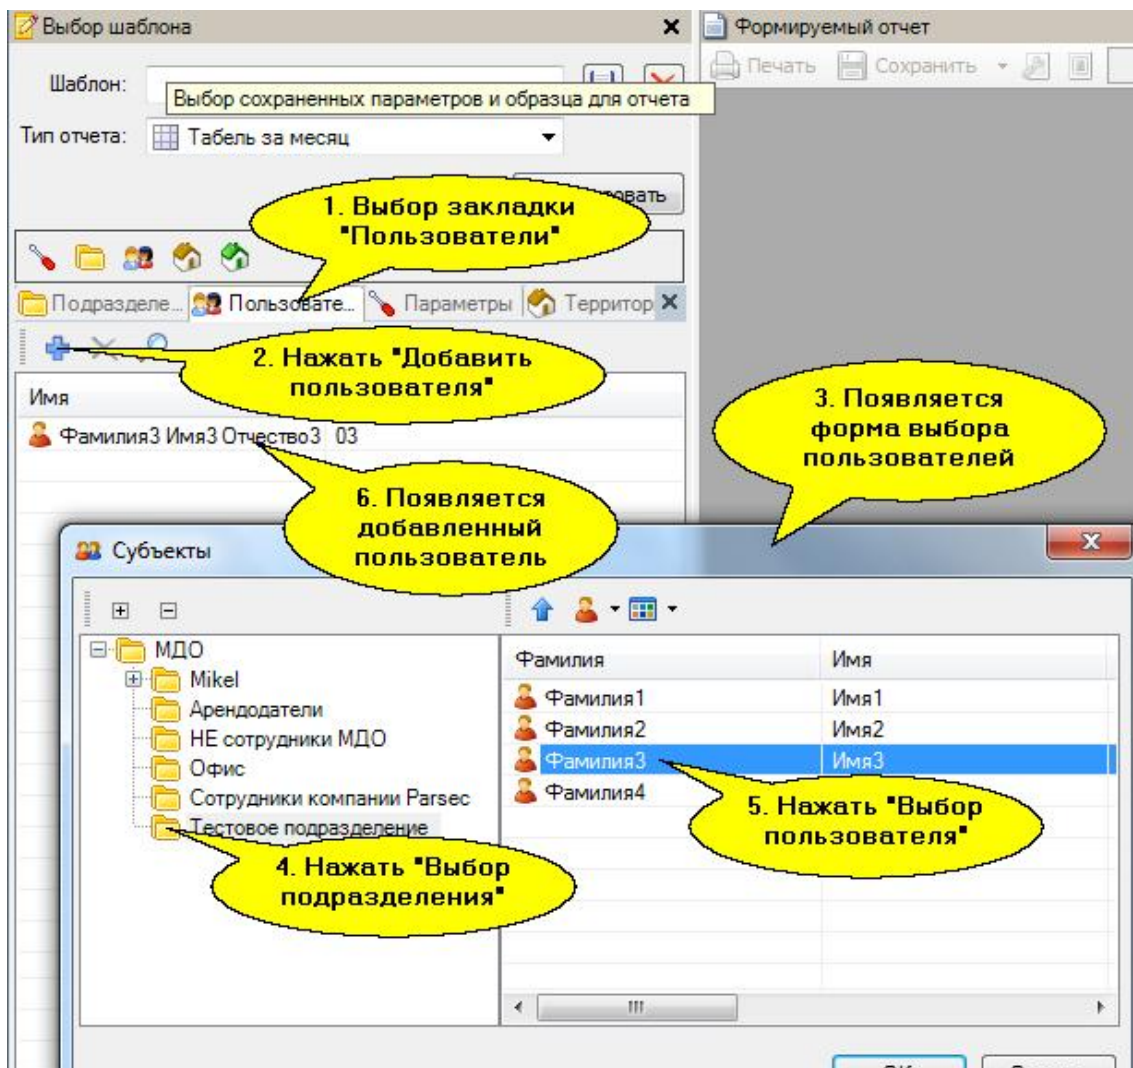 Выбор шаблона
Формируемый отчет
Печать Сохранить
Шаблон:
Выбор сохраненных параметров и образца для отчета
Тип отчета: Табель за месяц
1. Выбор закладки
"Пользователи"
Подразделе... Пользовате... Параметры Территор
2. Нажать "Добавить
пользователя"
Имя
Фамилия3 Имя3 Отчество3 03
3. Появляется
форма выбора
пользователей
6. Появляется
добавленный
пользователь
Субъекты
МДО
Mikel
Арендодатели
НЕ сотрудники МДО
Офис
Сотрудники компании Parsec
Тестовое подразделение
Фамилия Имя
Фамилия1 Имя1
Фамилия2 Имя2
Фамилия3 Имя3
Фамилия4
5. Нажать "Выбор
пользователя"
4. Нажать "Выбор
подразделения"